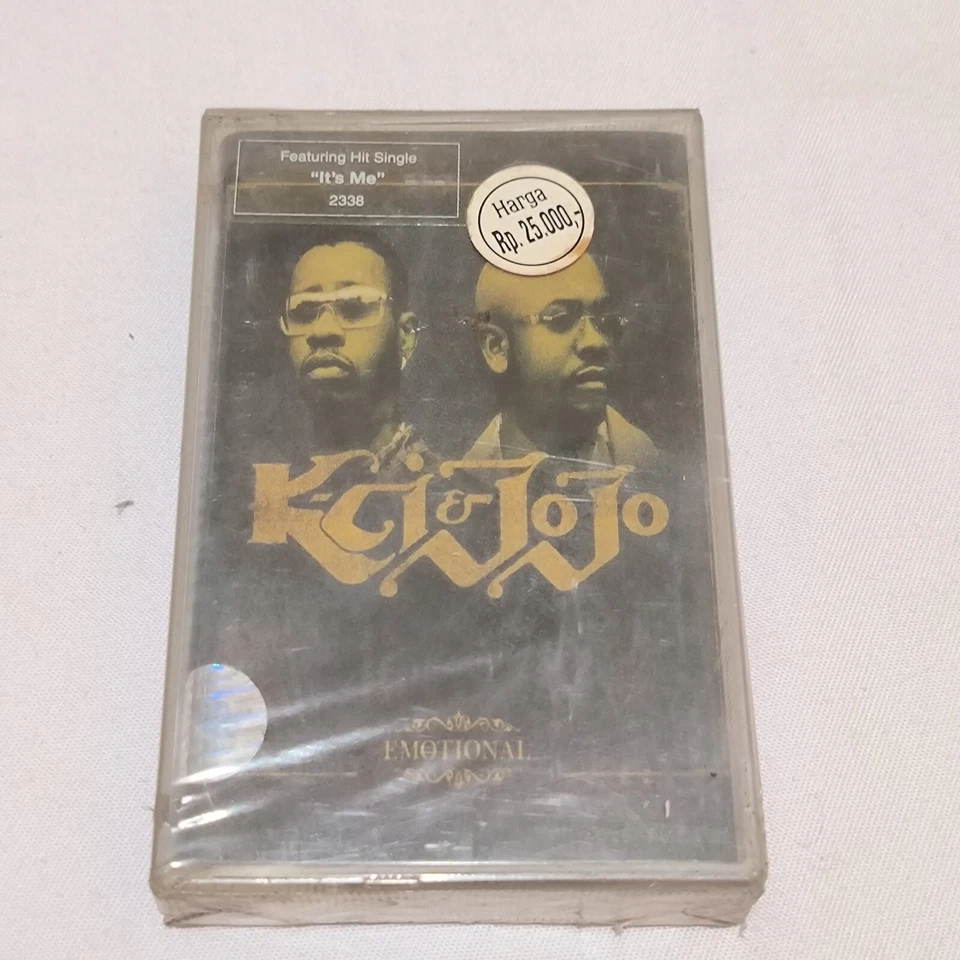 Featuring Hit Single
"It's Me"
2338
Harga
Rp. 25.000,-
K-Ci & JoJo
EMOTIONAL